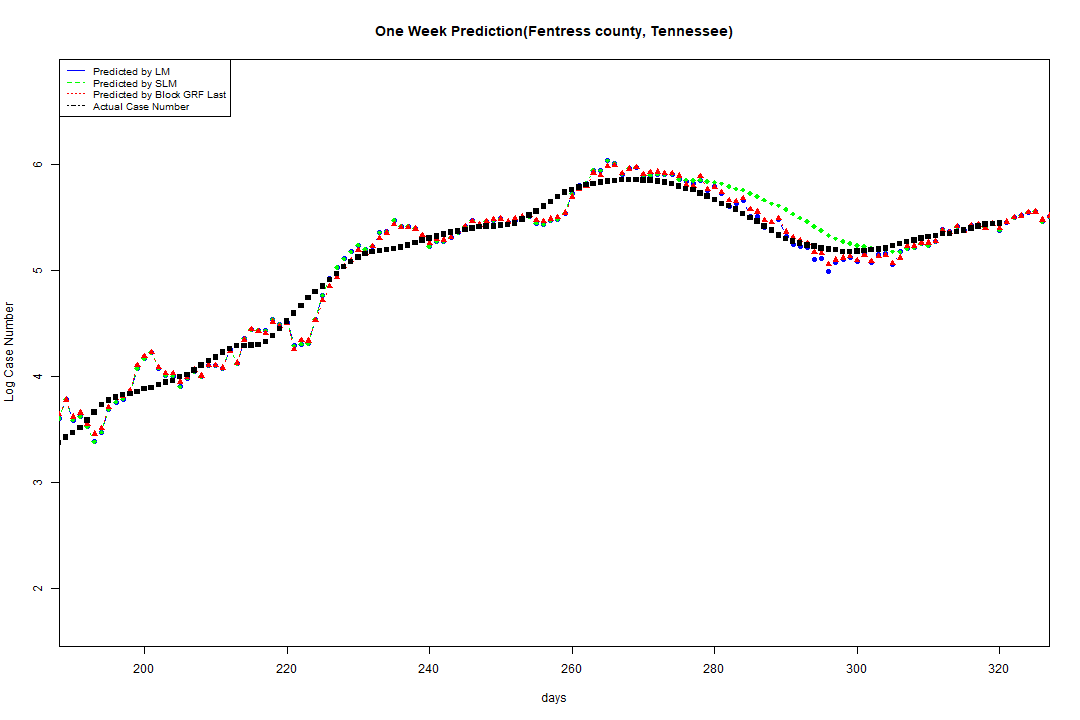 One Week Prediction(Fentress county, Tennessee)
Predicted by LM
Predicted by SLM
Predicted by Block GRF Last
Actual Case Number
6
5
4
3
2
Log Case Number
200 220 240 260 280 300 320
days